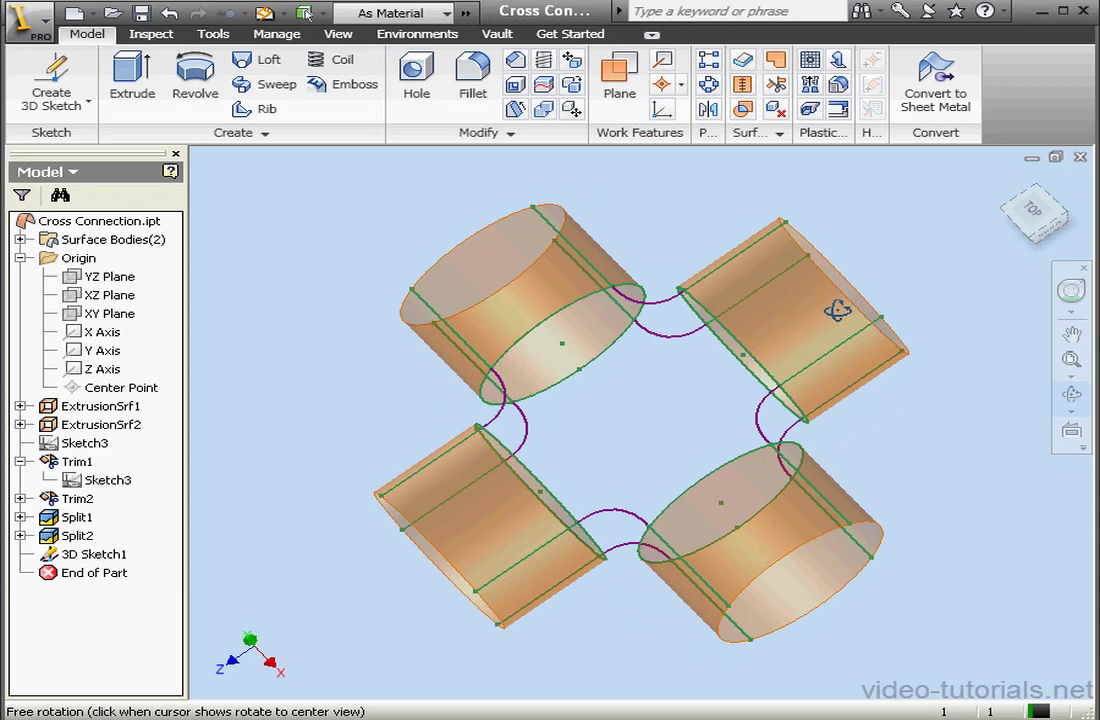 PRO
As Material
Cross Con...
Type a keyword or phrase
Model Inspect Tools Manage View Environments Vault Get Started
Create
3D Sketch
Extrude
Revolve
Loft
Sweep
Rib
Coil
Emboss
Hole
Fillet
Plane
Convert to
Sheet Metal
Sketch
Create
Modify
Work Features
P...
Surf...
Plastic...
H...
Convert
Model
Cross Connection.ipt
Surface Bodies(2)
Origin
YZ Plane
XZ Plane
XY Plane
X Axis
Y Axis
Z Axis
Center Point
ExtrusionSrf1
ExtrusionSrf2
Sketch3
Trim1
Sketch3
Trim2
Split1
Split2
3D Sketch1
End of Part
TOP
Z
X
video-tutorials.net
Free rotation (click when cursor shows rotate to center view)
1 1